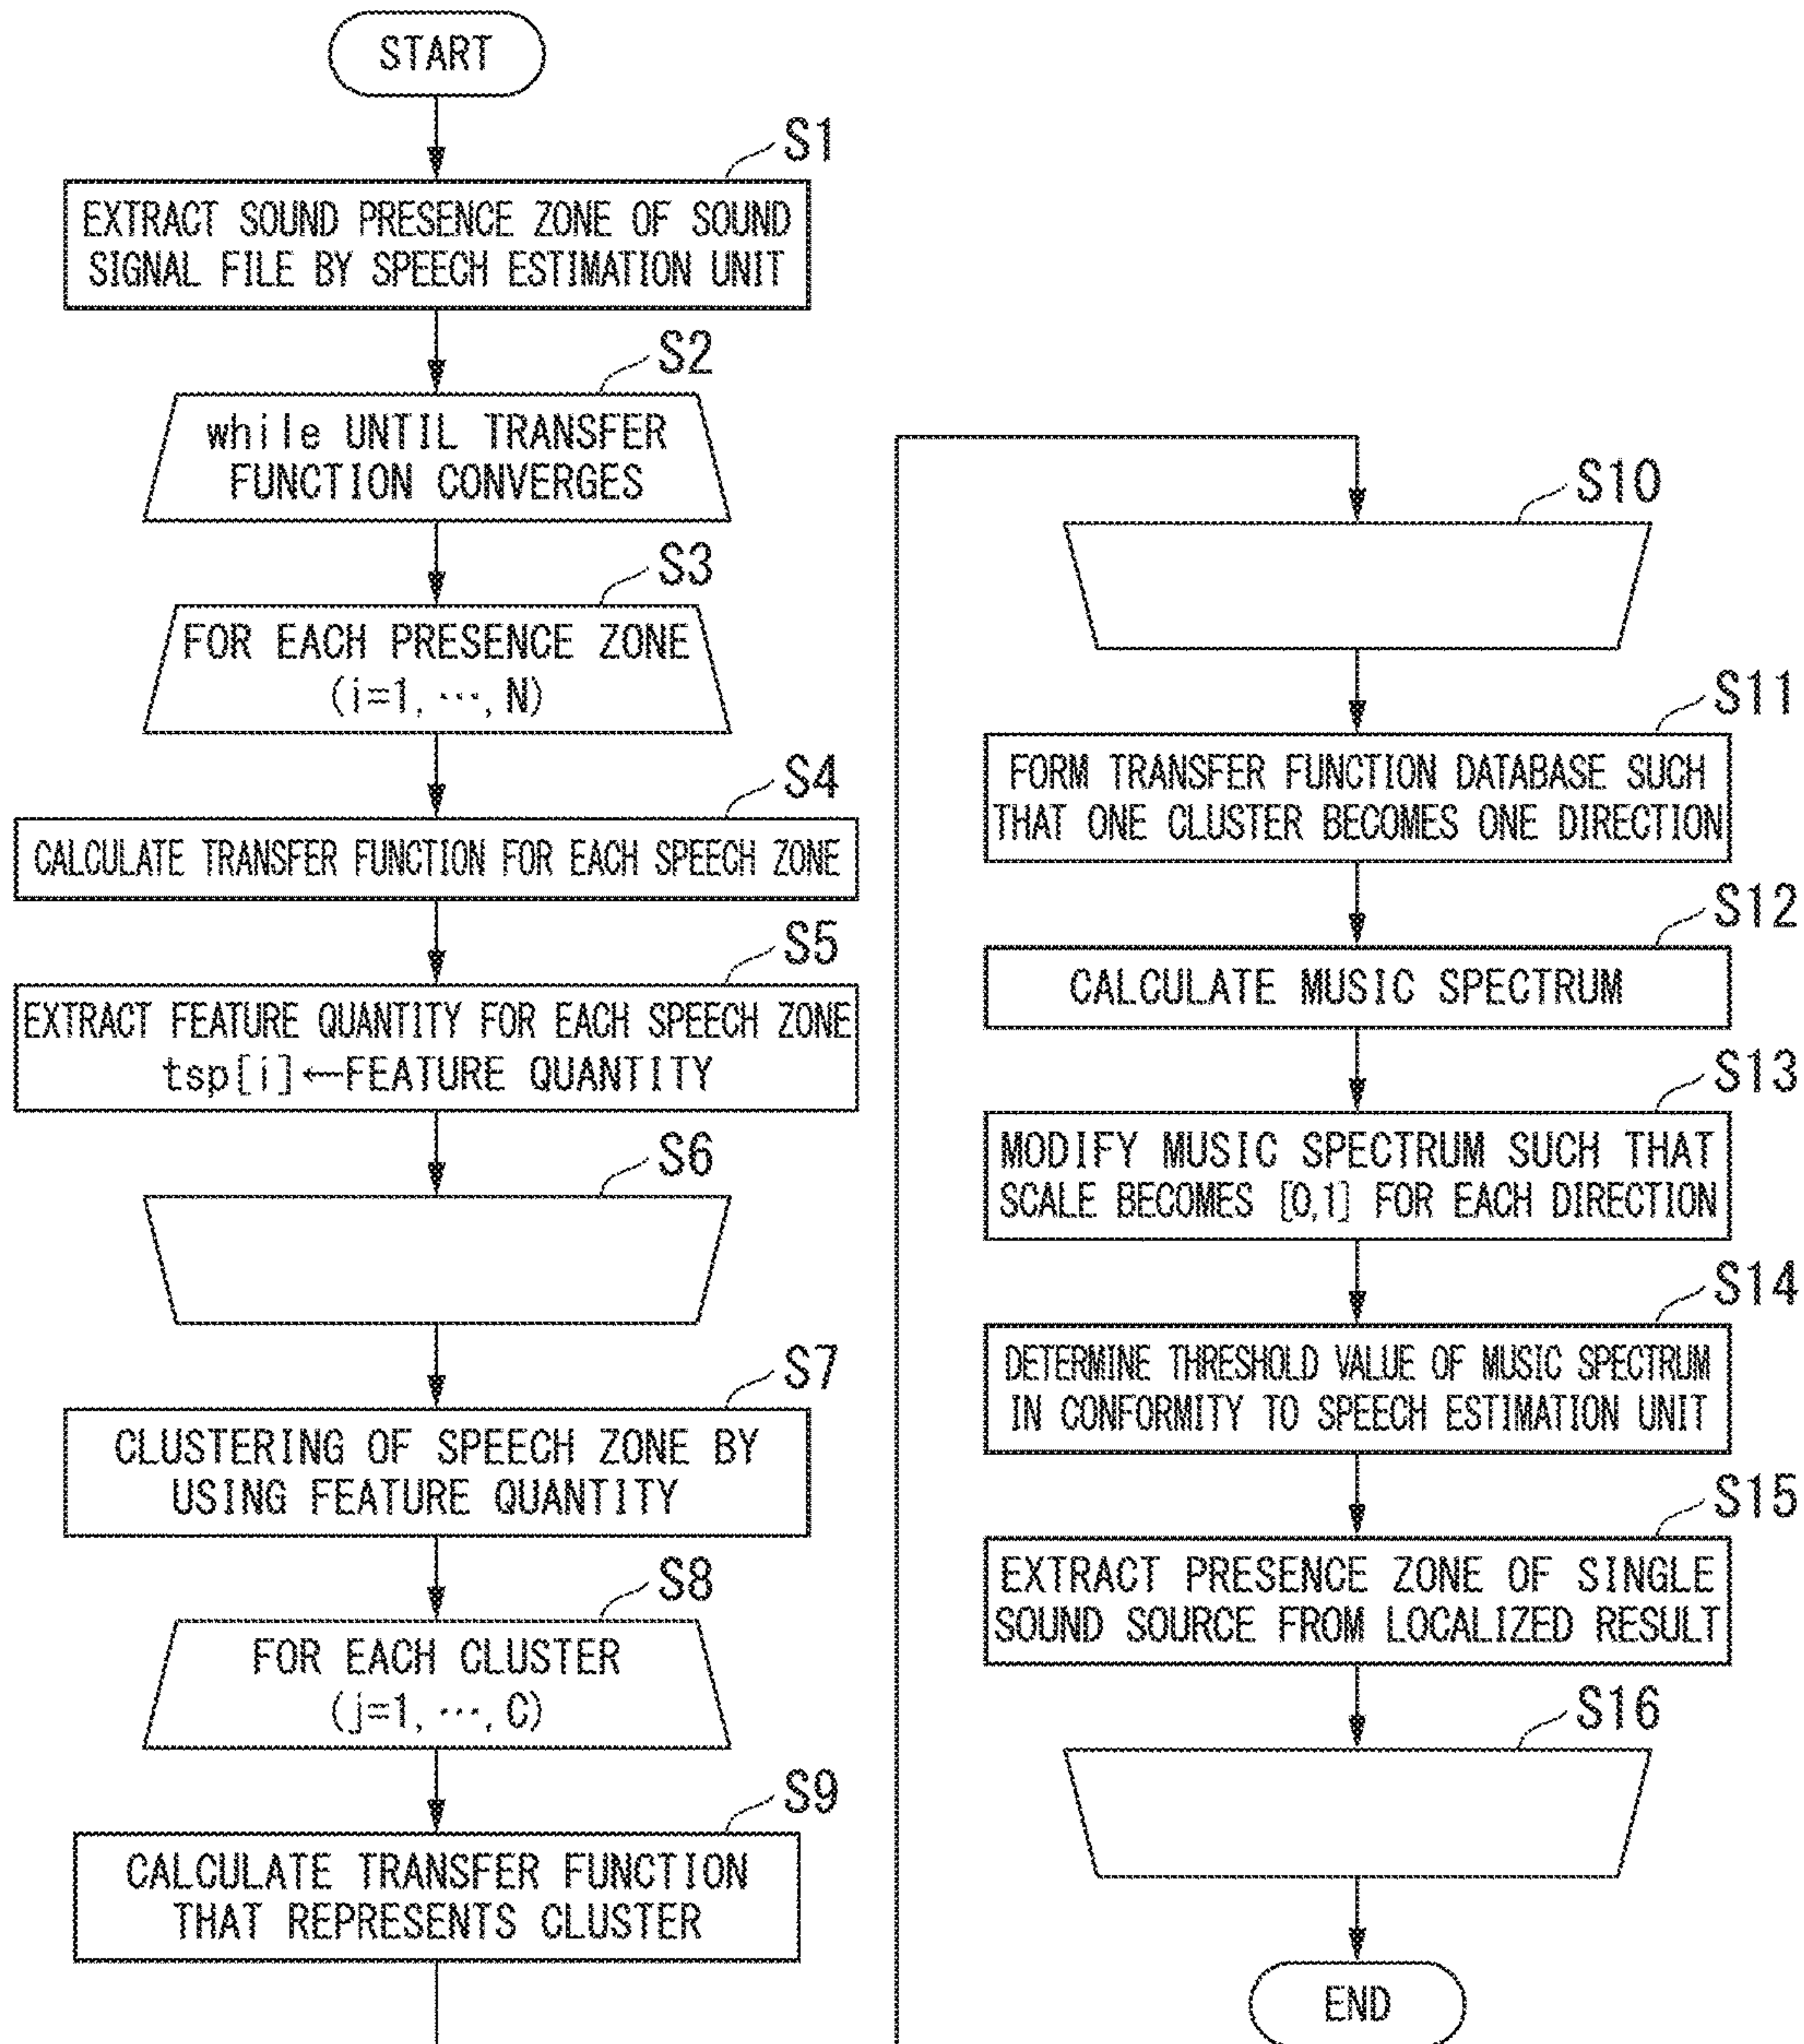 START
S1
EXTRACT SOUND PRESENCE ZONE OF SOUND
SIGNAL FILE BY SPEECH ESTIMATION UNIT
S2
while UNTIL TRANSFER
FUNCTION CONVERGES
S3
FOR EACH PRESENCE ZONE
(i=1, ⋯, N)
S4
CALCULATE TRANSFER FUNCTION FOR EACH SPEECH ZONE
S5
EXTRACT FEATURE QUANTITY FOR EACH SPEECH ZONE
tsp[i]←FEATURE QUANTITY
S6
S7
CLUSTERING OF SPEECH ZONE BY
USING FEATURE QUANTITY
S8
FOR EACH CLUSTER
(j=1, ⋯, C)
S9
CALCULATE TRANSFER FUNCTION
THAT REPRESENTS CLUSTER
S10
S11
FORM TRANSFER FUNCTION DATABASE SUCH
THAT ONE CLUSTER BECOMES ONE DIRECTION
S12
CALCULATE MUSIC SPECTRUM
S13
MODIFY MUSIC SPECTRUM SUCH THAT
SCALE BECOMES [0,1] FOR EACH DIRECTION
S14
DETERMINE THRESHOLD VALUE OF MUSIC SPECTRUM
IN CONFORMITY TO SPEECH ESTIMATION UNIT
S15
EXTRACT PRESENCE ZONE OF SINGLE
SOUND SOURCE FROM LOCALIZED RESULT
S16
END